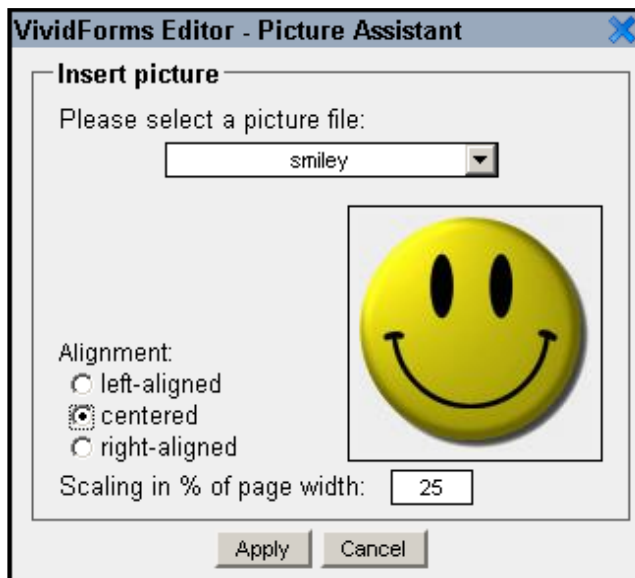 VividForms Editor - Picture Assistant
Insert picture
Please select a picture file:
smiley
Alignment:
left-aligned
centered
right-aligned
Scaling in % of page width: 25
Apply Cancel